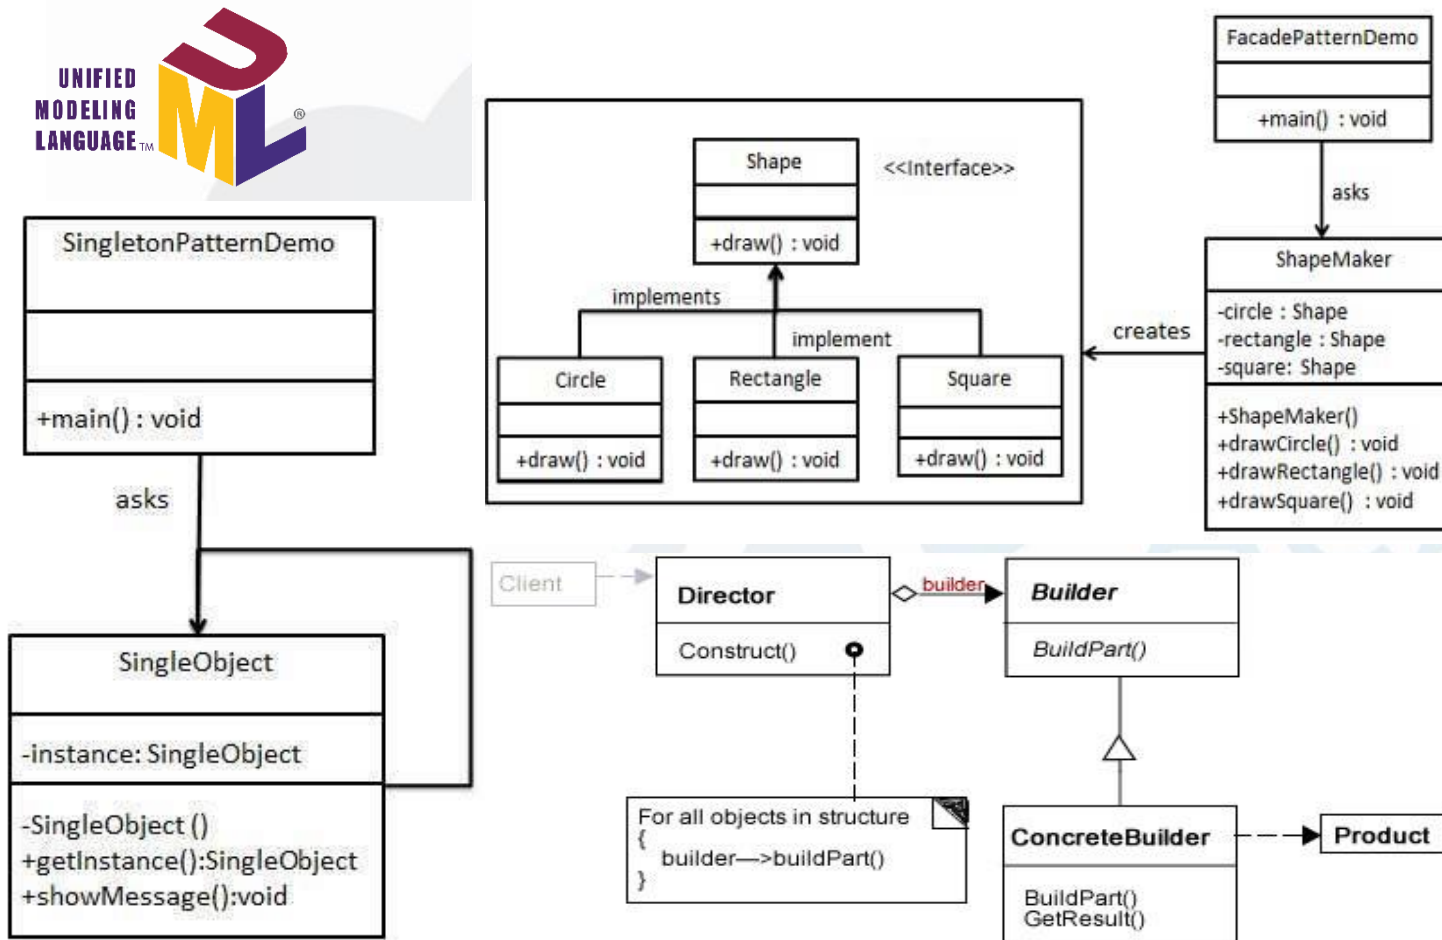 UNIFIED
MODELING
LANGUAGE TM
UML ®
SingletonPatternDemo
+main() : void
asks
SingleObject
-instance: SingleObject
-SingleObject ()
+getInstance():SingleObject
+showMessage():void
Shape
<<Interface>>
+draw() : void
implements
implement
Circle
+draw() : void
Rectangle
+draw() : void
Square
+draw() : void
creates
FacadePatternDemo
+main() : void
asks
ShapeMaker
-circle : Shape
-rectangle : Shape
-square: Shape
+ShapeMaker()
+drawCircle() : void
+drawRectangle() : void
+drawSquare() : void
Client
Director
Construct()
builder
Builder
BuildPart()
For all objects in structure
{
builder—>buildPart()
}
ConcreteBuilder
BuildPart()
GetResult()
Product